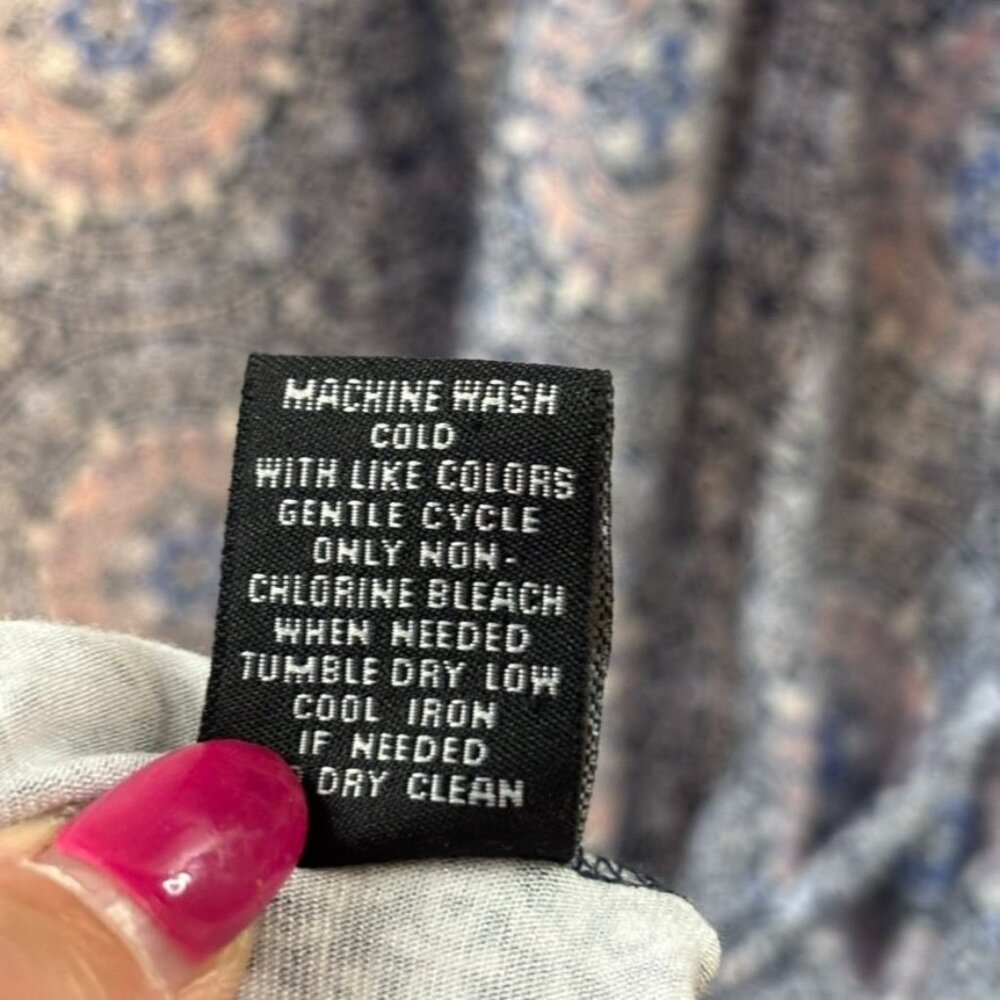 MACHINE WASH
COLD
WITH LIKE COLORS
GENTLE CYCLE
ONLY NON-
CHLORINE BLEACH
WHEN NEEDED
TUMBLE DRY LOW
COOL IRON
IF NEEDED
DRY CLEAN